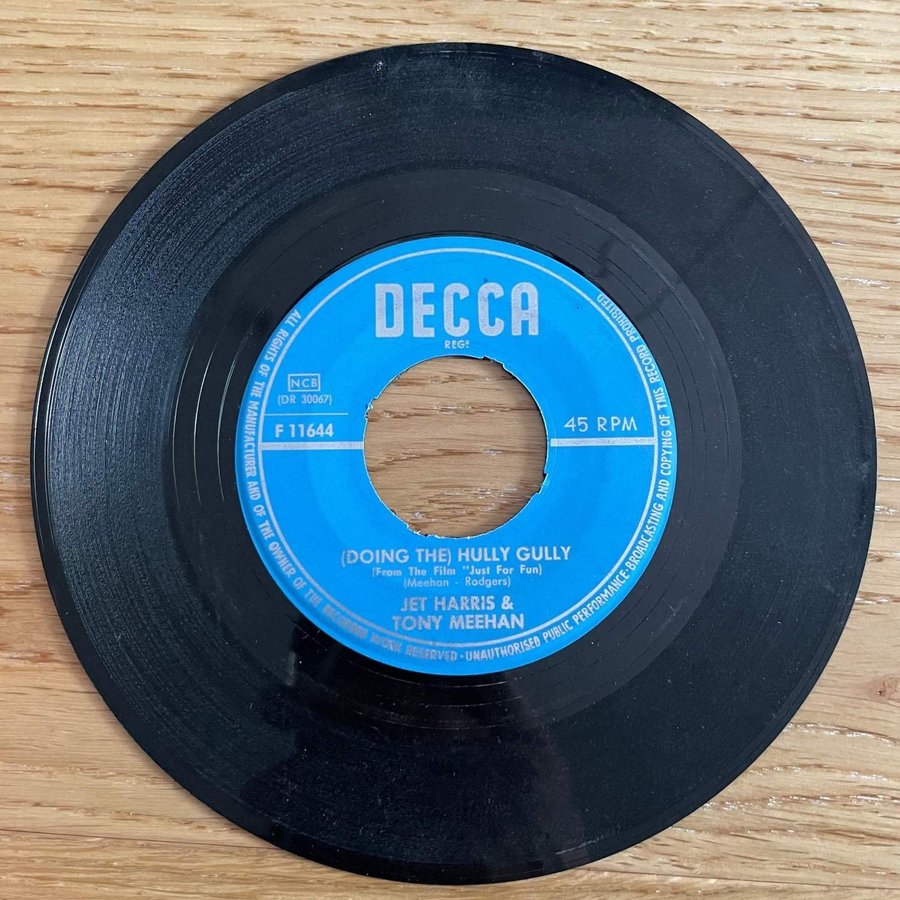 DECCA
REGᴰ
NCB
(DR 30067)
F 11644
45 RPM
(DOING THE) HULLY GULLY
(From The Film "Just For Fun)
(Meehan - Rodgers)
JET HARRIS &
TONY MEEHAN
ALL RIGHTS OF THE MANUFACTURER AND OF THE OWNER OF THE RECORDED WORK RESERVED · UNAUTHORISED PUBLIC PERFORMANCE · BROADCASTING AND COPYING OF THIS RECORD PROHIBITED